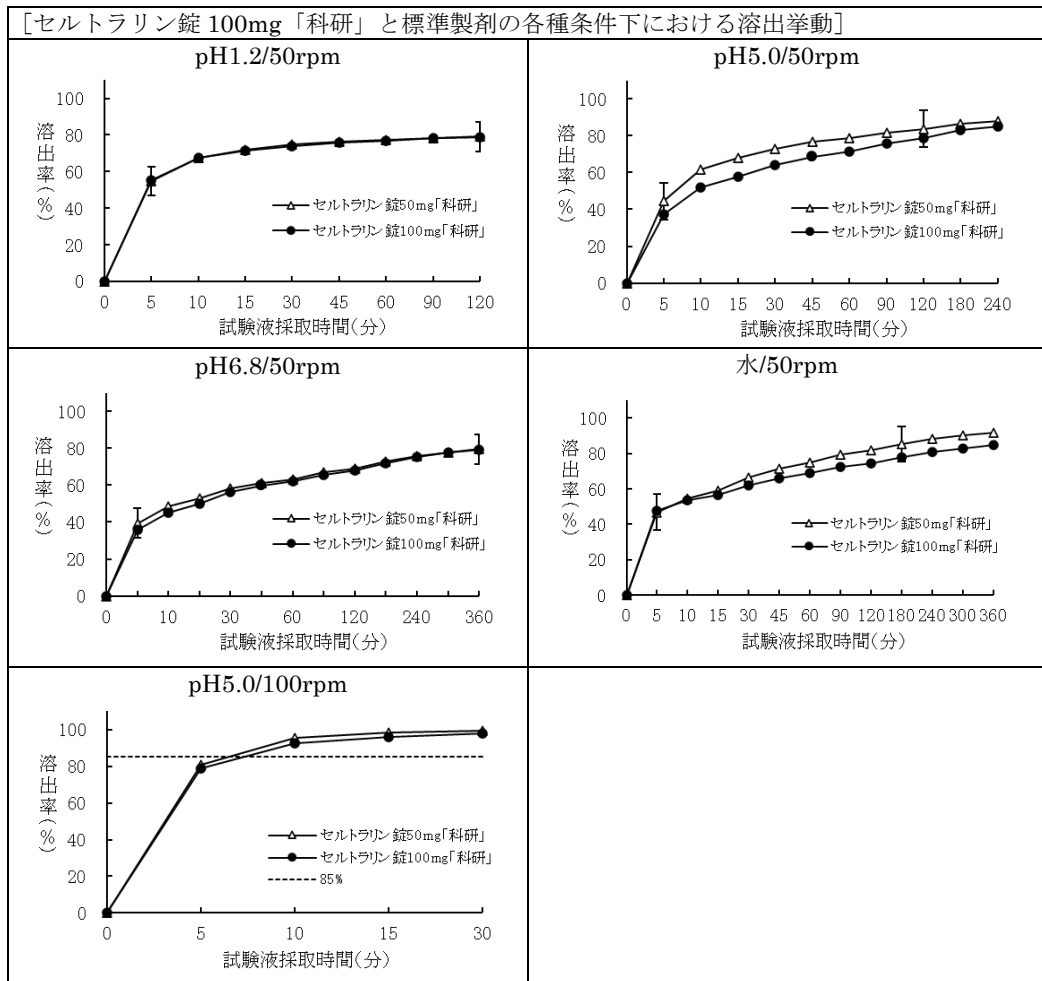 [セルトラリン錠 100mg「科研」と標準製剤の各種条件下における溶出挙動]
pH1.2/50rpm
溶出率(%)
100
80
60
40
20
0
セルトラリン錠50mg「科研」
セルトラリン錠100mg「科研」
0 5 10 15 30 45 60 90 120
試験液採取時間(分)
pH5.0/50rpm
溶出率(%)
100
80
60
40
20
0
セルトラリン錠50mg「科研」
セルトラリン錠100mg「科研」
0 5 10 15 30 45 60 90 120 180 240
試験液採取時間(分)
pH6.8/50rpm
溶出率(%)
100
80
60
40
20
0
セルトラリン錠50mg「科研」
セルトラリン錠100mg「科研」
0 10 30 60 120 240 360
試験液採取時間(分)
水/50rpm
溶出率(%)
100
80
60
40
20
0
セルトラリン錠50mg「科研」
セルトラリン錠100mg「科研」
0 5 10 15 30 45 60 90 120 180 240 300 360
試験液採取時間(分)
pH5.0/100rpm
溶出率(%)
100
80
60
40
20
0
セルトラリン錠50mg「科研」
セルトラリン錠100mg「科研」
85%
0 5 10 15 30
試験液採取時間(分)